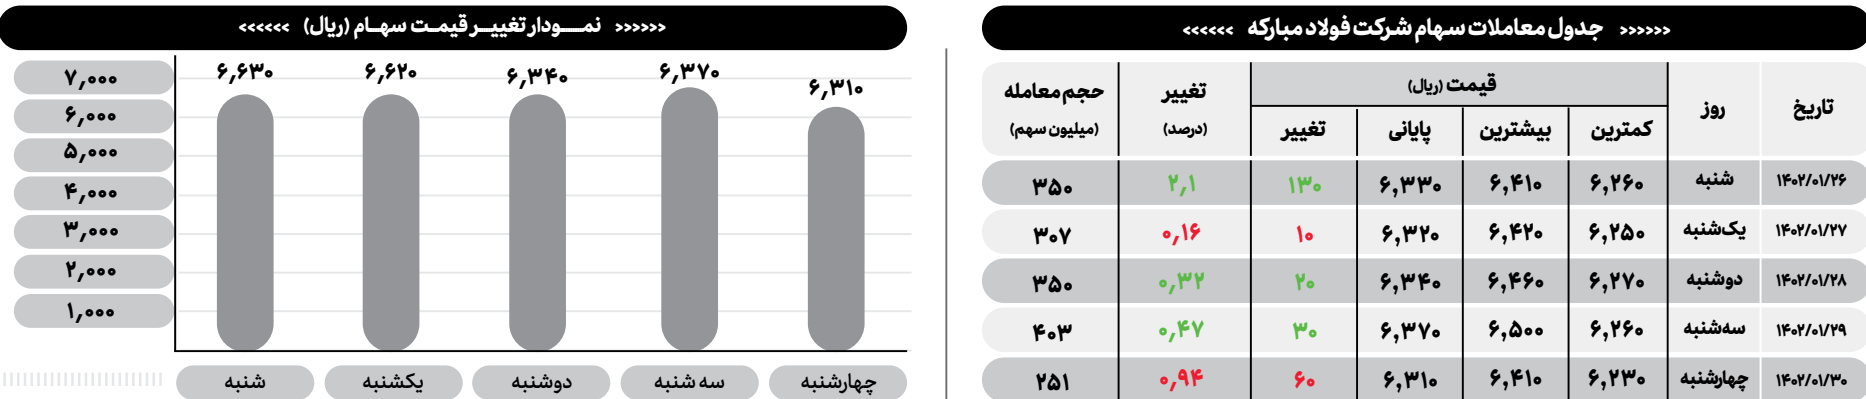 <<<<<< جدول معاملات سهام شرکت فولاد مبارکه >>>>>>
تاریخ روز قیمت (ریال) تغییر (درصد) حجم معامله (میلیون سهم)
کمترین بیشترین پایانی تغییر
۱۴۰۲/۰۱/۲۶ شنبه ۶,۲۶۰ ۶,۴۱۰ ۶,۳۳۰ ۱۳۰ ۲,۱ ۳۵۰
۱۴۰۲/۰۱/۲۷ یک‌شنبه ۶,۲۵۰ ۶,۴۲۰ ۶,۳۲۰ ۱۰ ۰,۱۶ ۳۰۷
۱۴۰۲/۰۱/۲۸ دوشنبه ۶,۲۷۰ ۶,۴۶۰ ۶,۳۴۰ ۲۰ ۰,۳۲ ۳۵۰
۱۴۰۲/۰۱/۲۹ سه‌شنبه ۶,۲۶۰ ۶,۵۰۰ ۶,۳۷۰ ۳۰ ۰,۴۷ ۴۰۳
۱۴۰۲/۰۱/۳۰ چهارشنبه ۶,۲۳۰ ۶,۴۱۰ ۶,۳۱۰ ۶۰ ۰,۹۴ ۲۵۱
<<<<<< نمـــودار تغییـــر قیمـت سهـام (ریال) >>>>>>
۷,۰۰۰
۶,۰۰۰
۵,۰۰۰
۴,۰۰۰
۳,۰۰۰
۲,۰۰۰
۱,۰۰۰
۶,۶۳۰ ۶,۶۲۰ ۶,۳۴۰ ۶,۳۷۰ ۶,۳۱۰
شنبه یکشنبه دوشنبه سه شنبه چهارشنبه